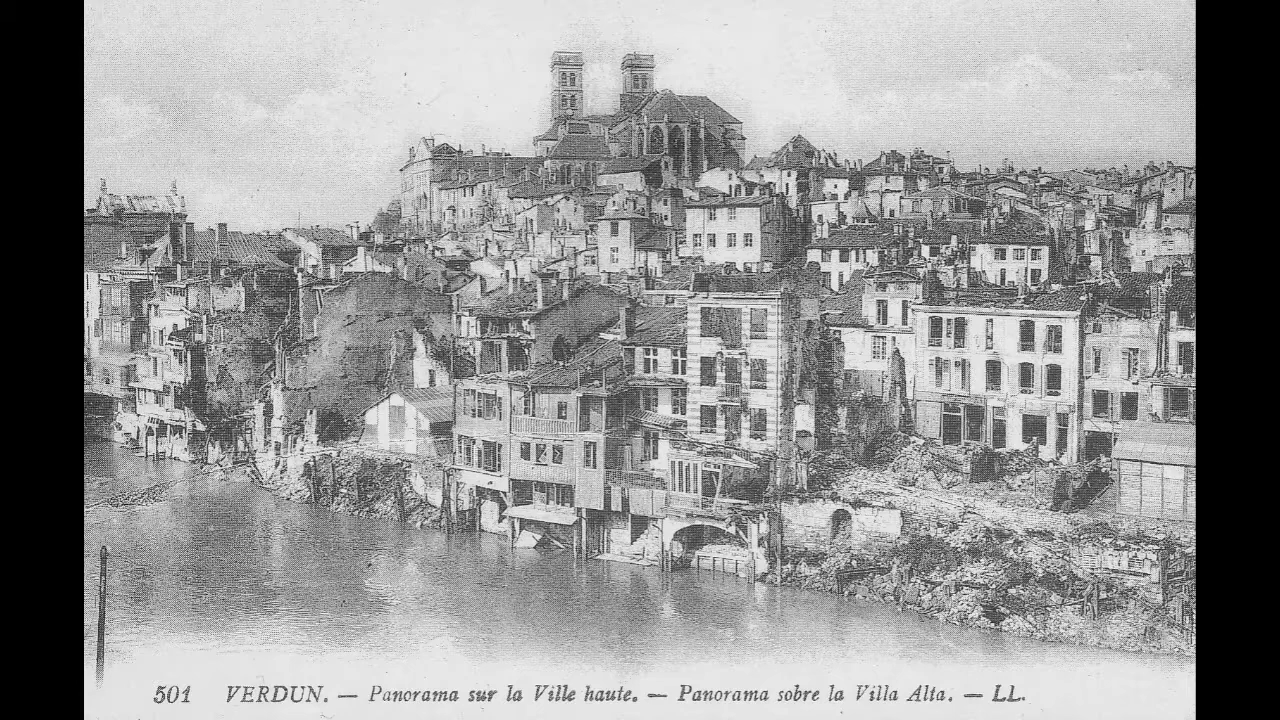 501 VERDUN. — Panorama sur la Ville haute. — Panorama sobre la Villa Alta. — LL.